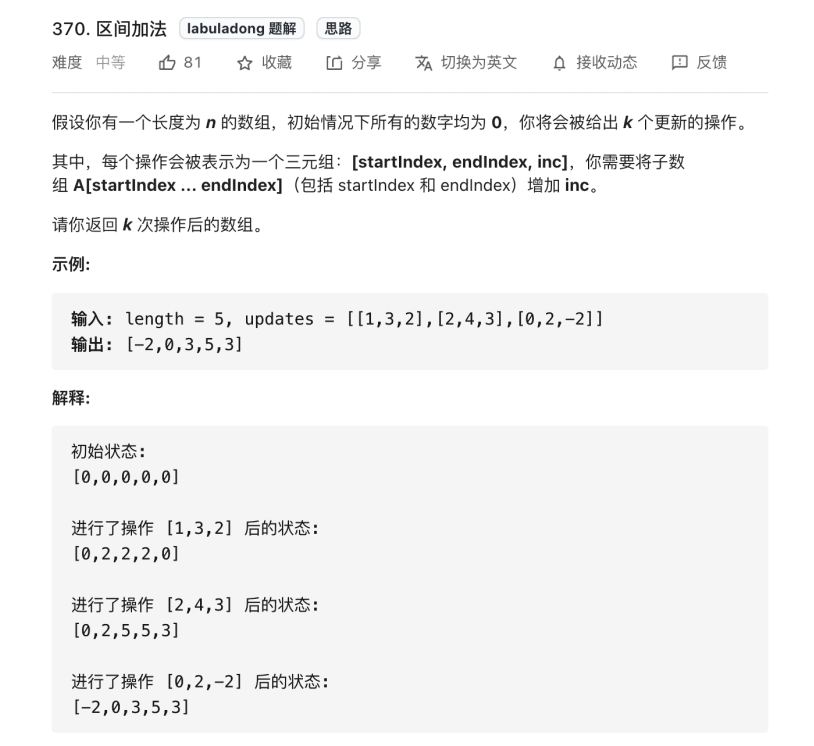 370. 区间加法 labuladong 题解 思路
难度 中等 81 收藏 分享 切换为英文 接收动态 反馈
假设你有一个长度为 n 的数组，初始情况下所有的数字均为 0，你将会被给出 k 个更新的操作。
其中，每个操作会被表示为一个三元组：[startIndex, endIndex, inc]，你需要将子数
组 A[startIndex ... endIndex]（包括 startIndex 和 endIndex）增加 inc。
请你返回 k 次操作后的数组。
示例:
输入: length = 5, updates = [[1,3,2],[2,4,3],[0,2,-2]]
输出: [-2,0,3,5,3]
解释:
初始状态:
[0,0,0,0,0]
进行了操作 [1,3,2] 后的状态:
[0,2,2,2,0]
进行了操作 [2,4,3] 后的状态:
[0,2,5,5,3]
进行了操作 [0,2,-2] 后的状态:
[-2,0,3,5,3]